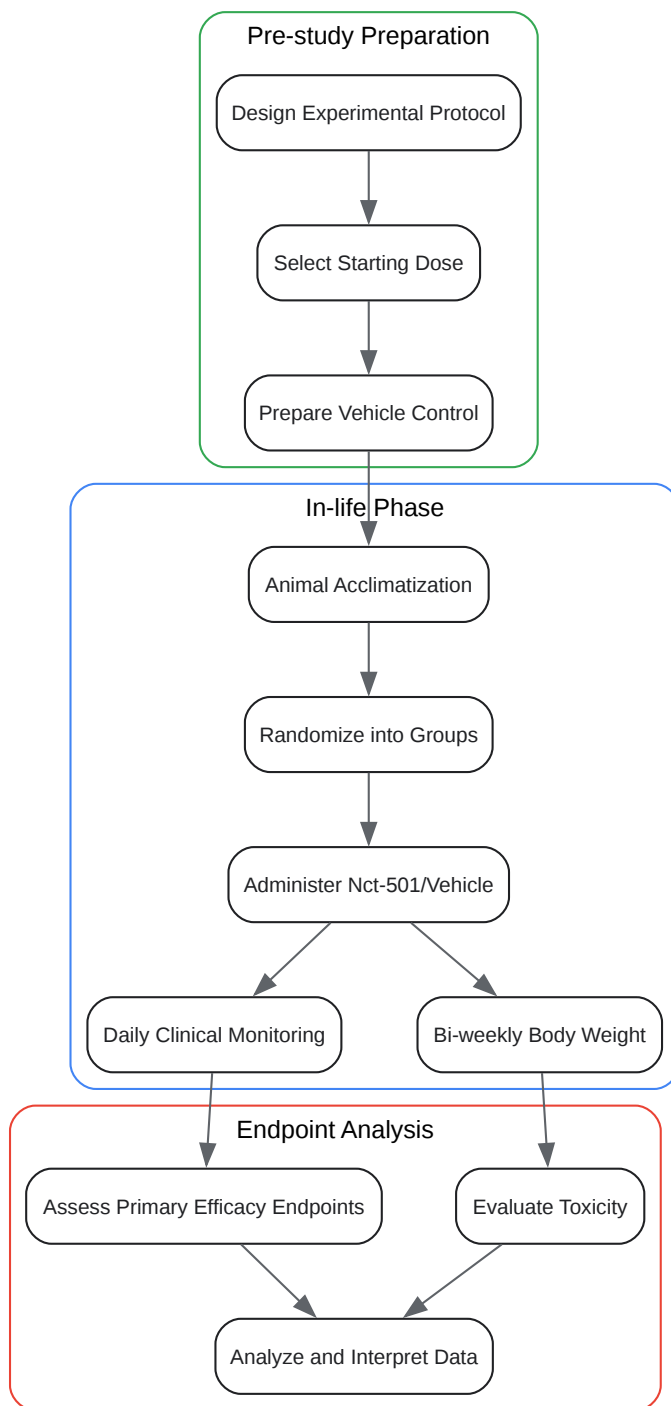 Pre-study Preparation
Design Experimental Protocol
Select Starting Dose
Prepare Vehicle Control
In-life Phase
Animal Acclimatization
Randomize into Groups
Administer Nct-501/Vehicle
Daily Clinical Monitoring
Bi-weekly Body Weight
Endpoint Analysis
Assess Primary Efficacy Endpoints
Evaluate Toxicity
Analyze and Interpret Data